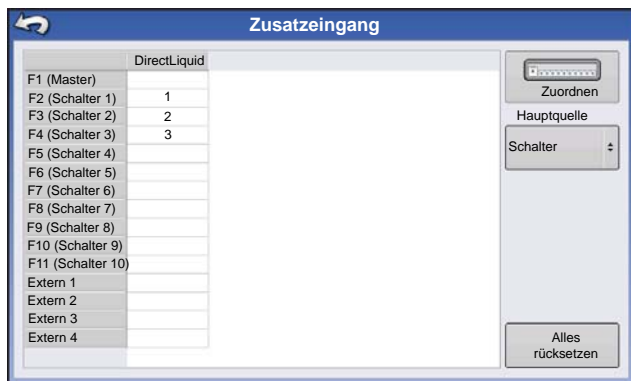 Zusatzeingang
DirectLiquid
F1 (Master)
F2 (Schalter 1) 1
F3 (Schalter 2) 2
F4 (Schalter 3) 3
F5 (Schalter 4)
F6 (Schalter 5)
F7 (Schalter 6)
F8 (Schalter 7)
F9 (Schalter 8)
F10 (Schalter 9)
F11 (Schalter 10)
Extern 1
Extern 2
Extern 3
Extern 4
Zuordnen
Hauptquelle
Schalter
Alles
rücksetzen